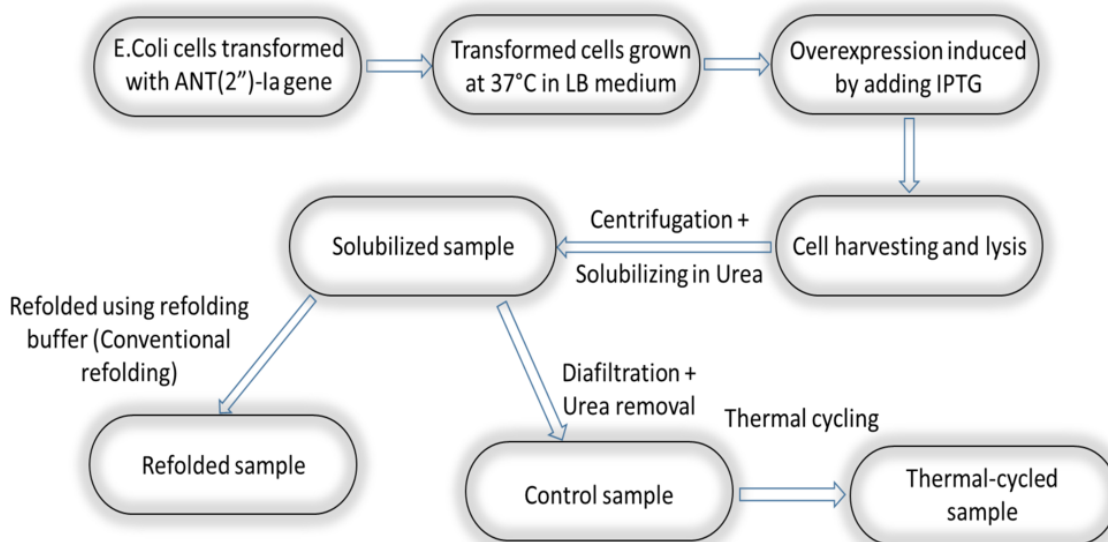 E.Coli cells transformed
with ANT(2”)-Ia gene
Transformed cells grown
at 37°C in LB medium
Overexpression induced
by adding IPTG
Cell harvesting and lysis
Centrifugation +
Solubilizing in Urea
Solubilized sample
Refolded using refolding
buffer (Conventional
refolding)
Refolded sample
Diafiltration +
Urea removal
Control sample
Thermal cycling
Thermal-cycled
sample